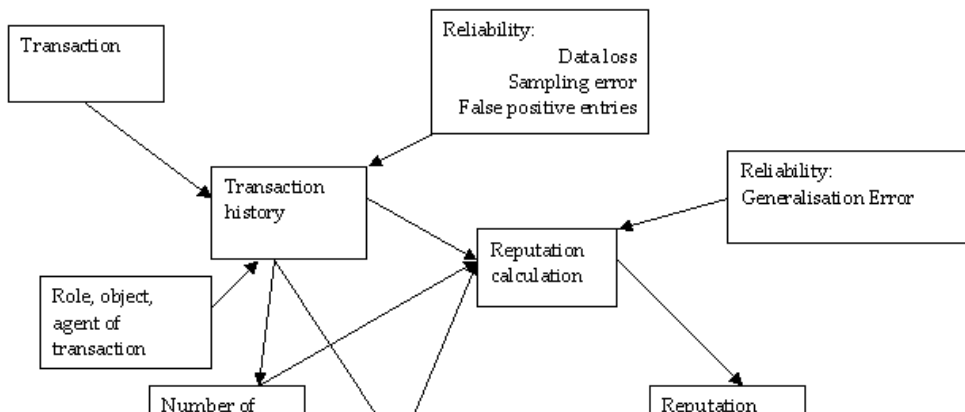 Transaction
Reliability:
Data loss
Sampling error
False positive entries
Transaction
history
Reliability:
Generalisation Error
Reputation
calculation
Role, object,
agent of
transaction
Number of
Reputation